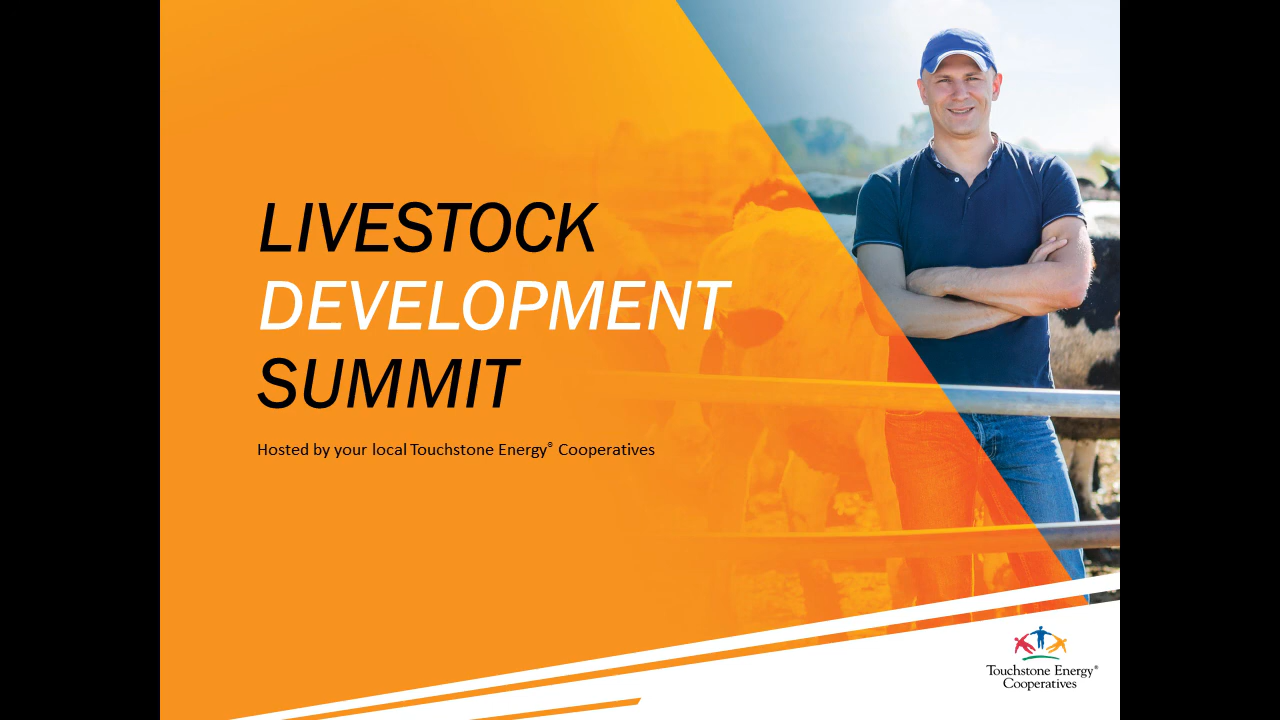 LIVESTOCK
DEVELOPMENT
SUMMIT
Hosted by your local Touchstone Energy® Cooperatives
Touchstone Energy®
Cooperatives